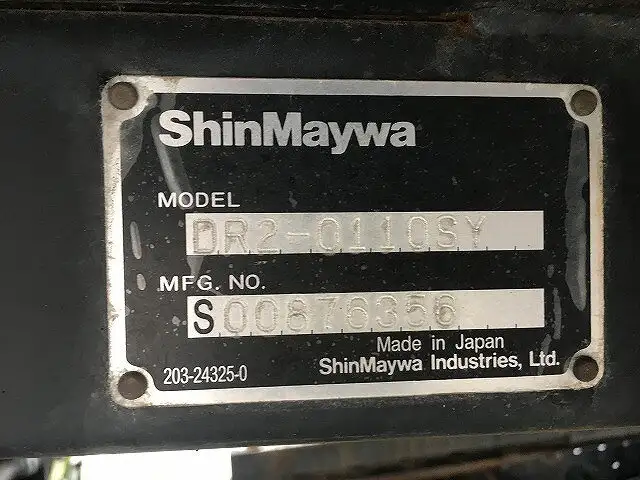 ShinMaywa
MODEL
DR2-0110SY
MFG. NO.
S00876356
Made in Japan
203-24325-0
ShinMaywa Industries, Ltd.